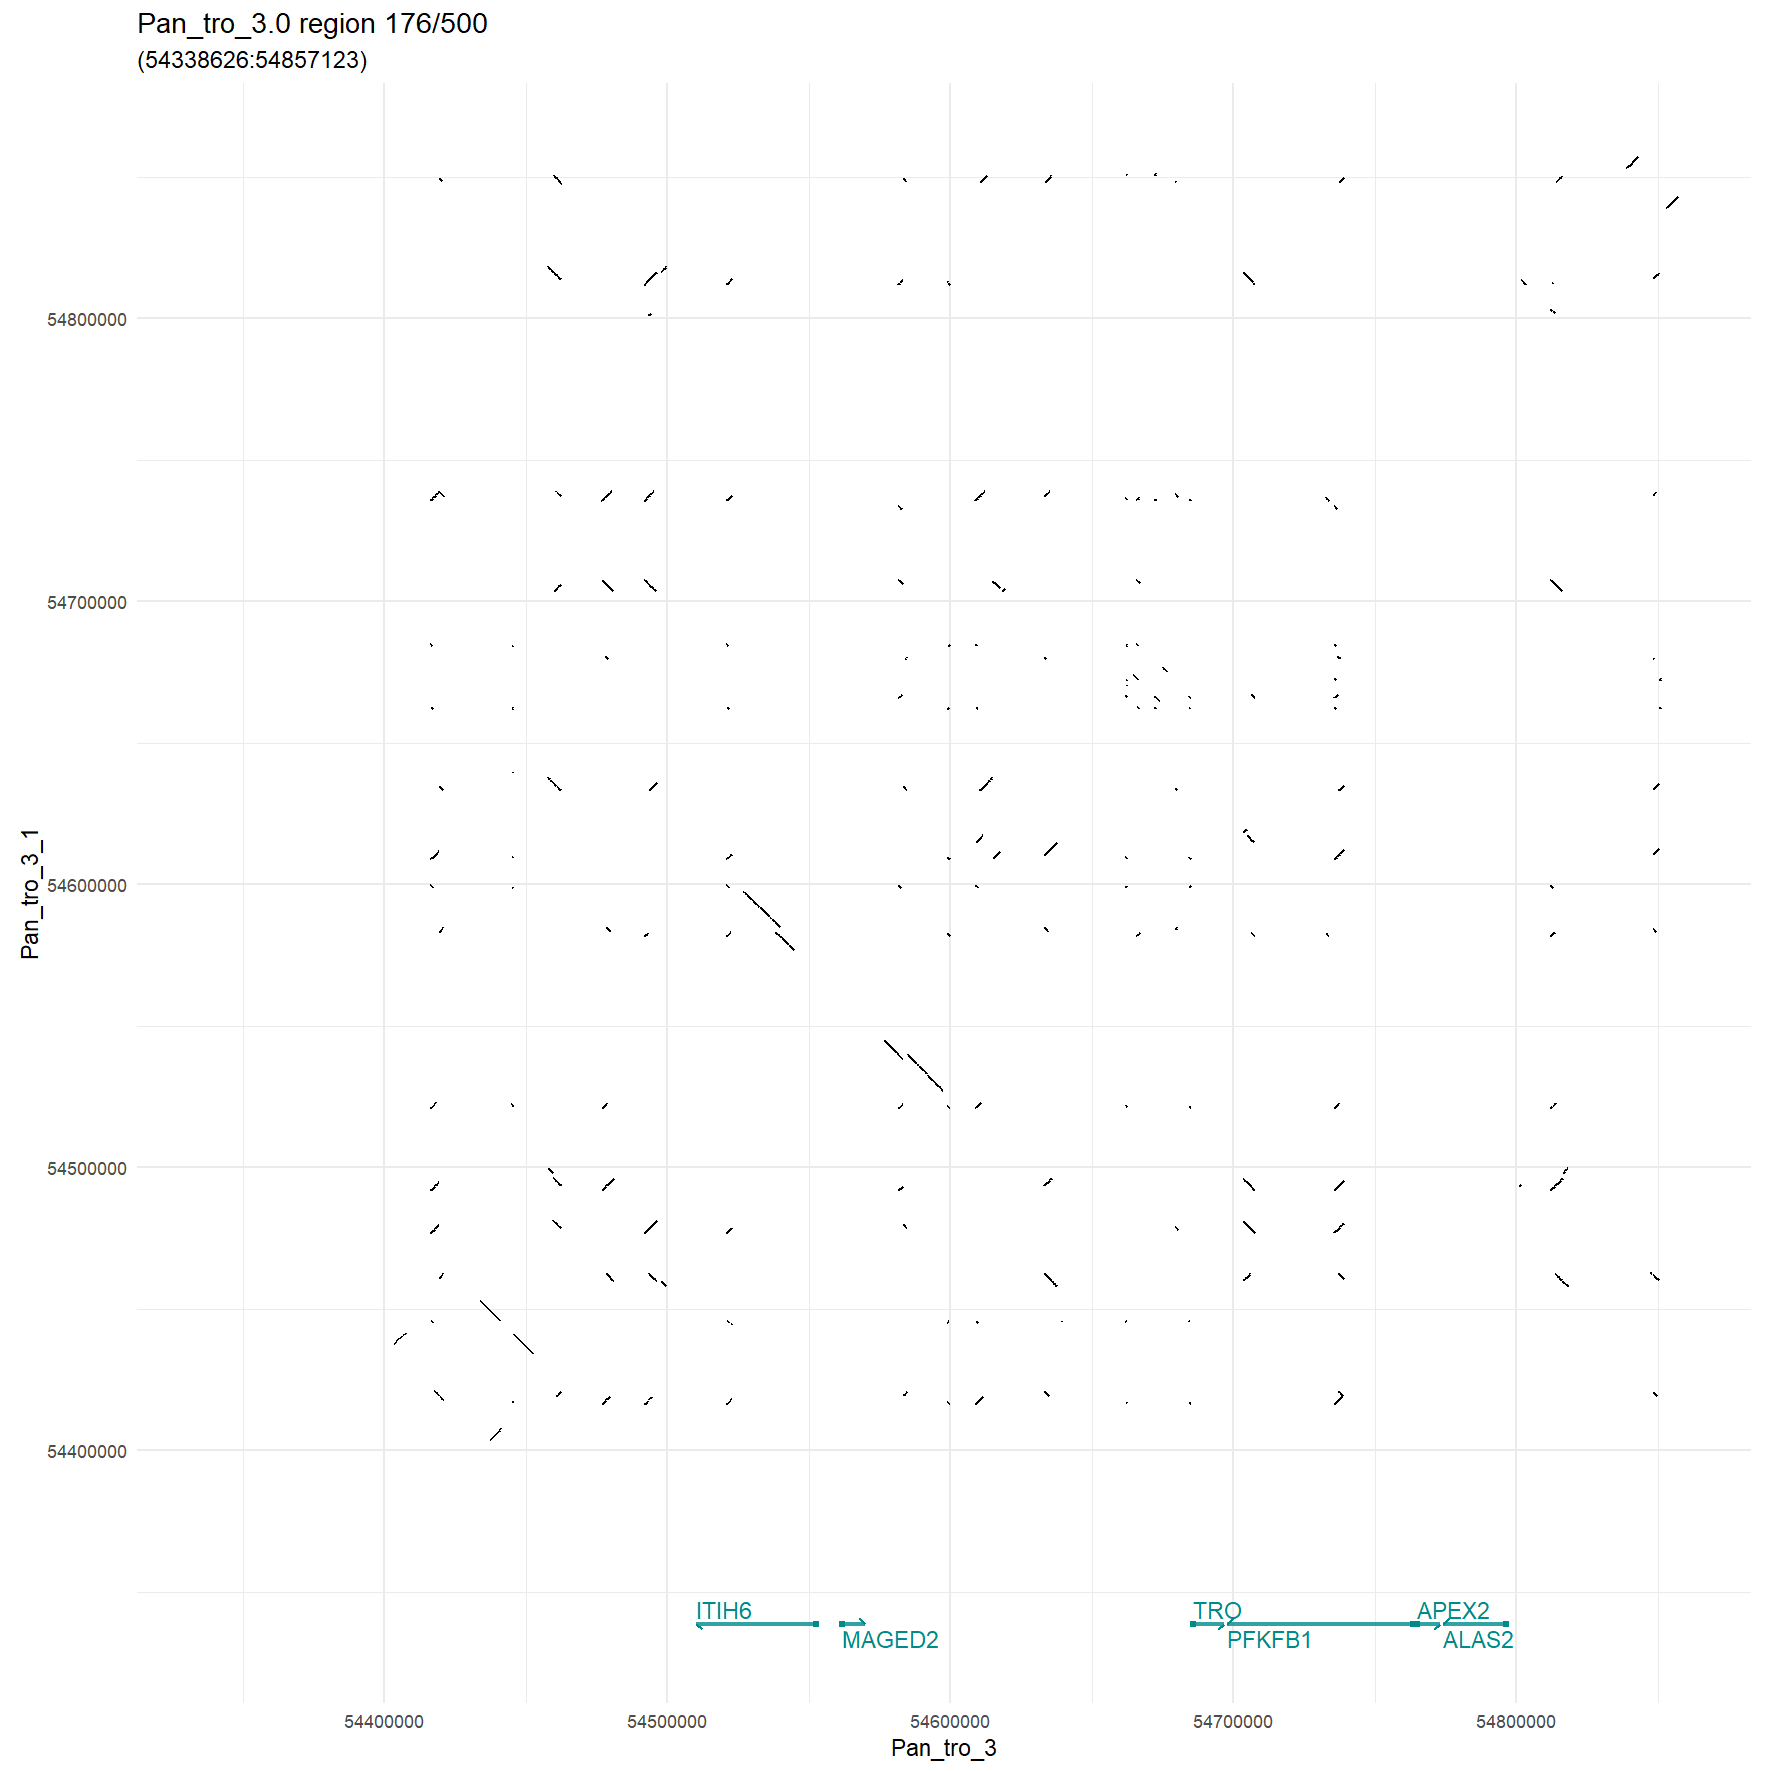 Pan_tro_3.0 region 176/500
(54338626:54857123)
54800000
54700000
54600000
54500000
54400000
Pan_tro_3_1
ITIH6
MAGED2
TRO
PFKFB1
APEX2
ALAS2
54400000
54500000
54600000
54700000
54800000
Pan_tro_3